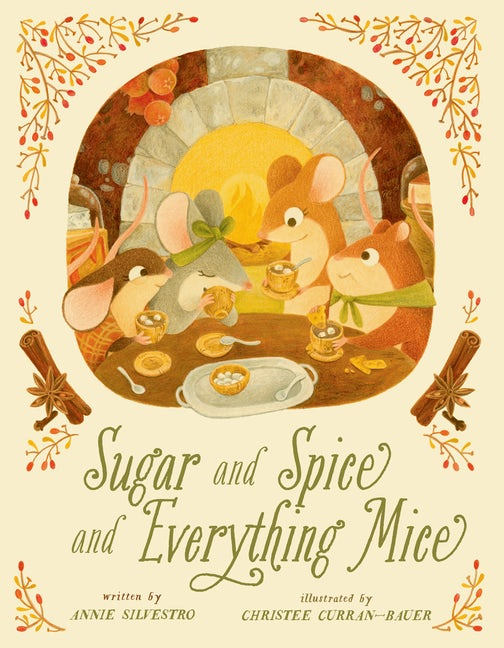 Sugar and Spice
and Everything Mice
written by
ANNIE SILVESTRO
illustrated by
CHRISTEE CURRAN-BAUER